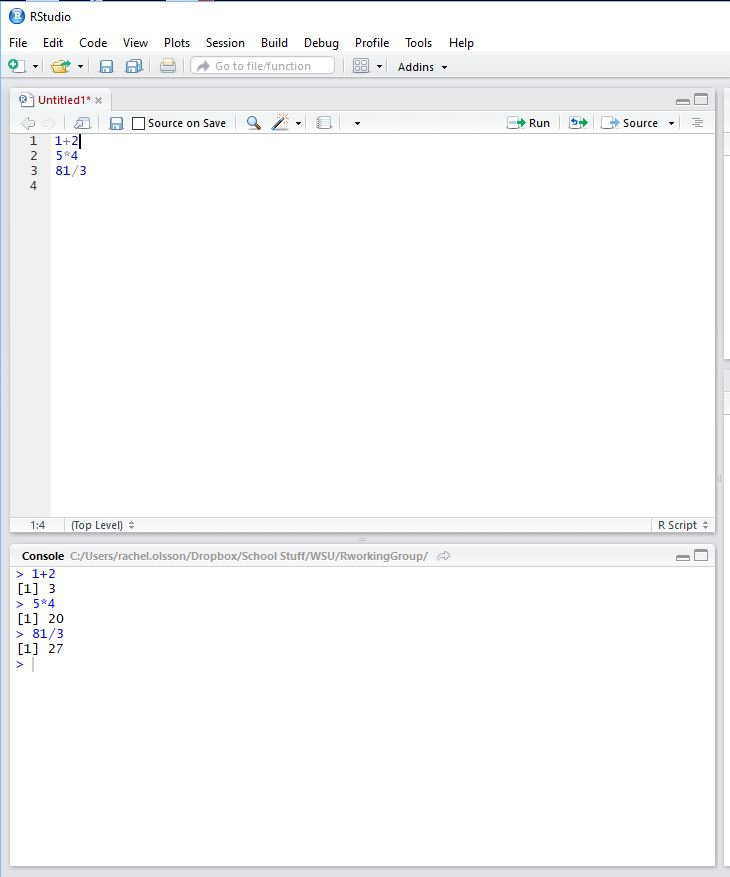 RStudio
File Edit Code View Plots Session Build Debug Profile Tools Help
Go to file/function Addins
Untitled1*
Source on Save Run Source
1 1+2
2 5*4
3 81/3
4
1:4 (Top Level) R Script
Console C:/Users/rachel.olsson/Dropbox/School Stuff/WSU/RworkingGroup/
> 1+2
[1] 3
> 5*4
[1] 20
> 81/3
[1] 27
>